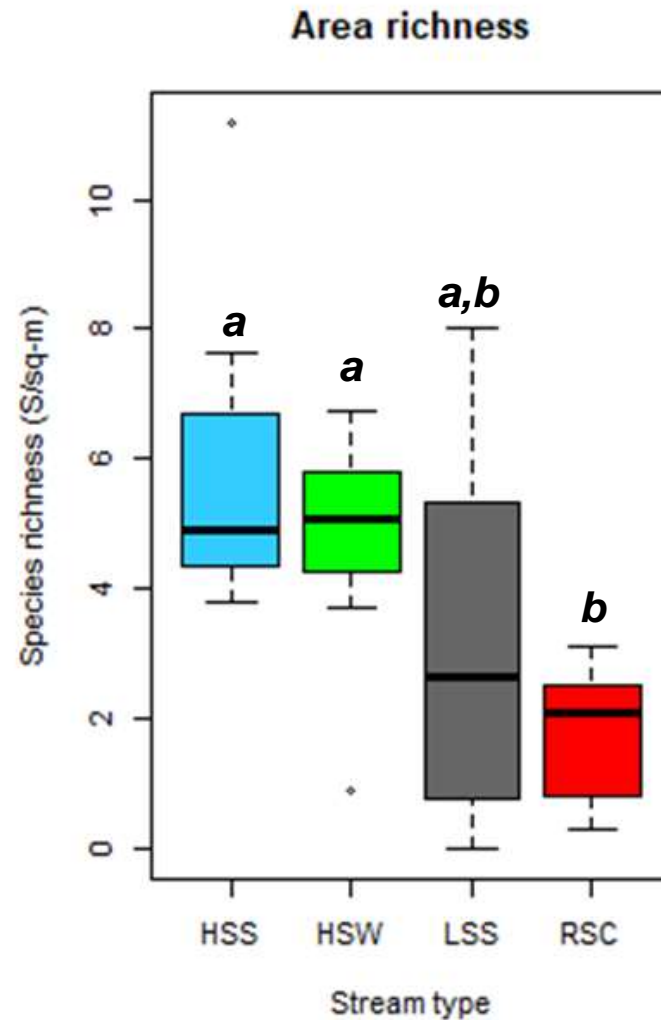 Area richness
Species richness (S/sq-m)
10
8
6
4
2
0
a
a
a,b
b
HSS HSW LSS RSC
Stream type